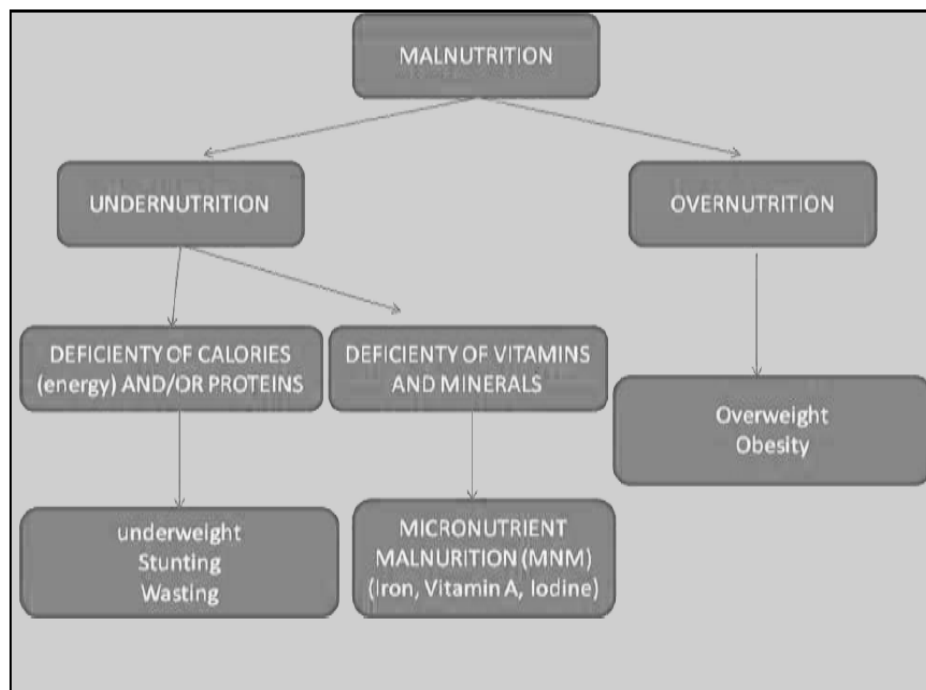 MALNUTRITION
UNDERNUTRITION
OVERNUTRITION
DEFICIENTY OF CALORIES
(energy) AND/OR PROTEINS
DEFICIENTY OF VITAMINS
AND MINERALS
Overweight
Obesity
underweight
Stunting
Wasting
MICRONUTRIENT
MALNURITION (MNM)
(Iron, Vitamin A, Iodine)